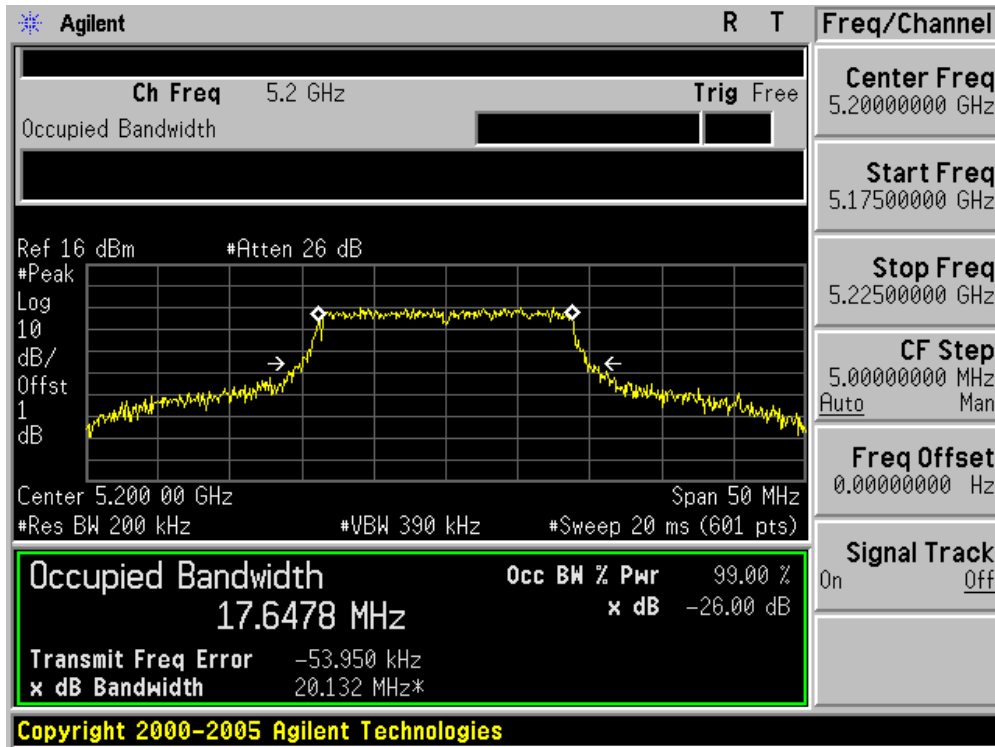 Agilent R T
Ch Freq 5.2 GHz Trig Free
Occupied Bandwidth
Ref 16 dBm #Atten 26 dB
#Peak
Log
10
dB/
Offst
1
dB
Center 5.200 00 GHz Span 50 MHz
#Res BW 200 kHz #VBW 390 kHz #Sweep 20 ms (601 pts)
Occupied Bandwidth
17.6478 MHz
Occ BW % Pwr 99.00 %
x dB -26.00 dB
Transmit Freq Error -53.950 kHz
x dB Bandwidth 20.132 MHz*
Copyright 2000-2005 Agilent Technologies
Freq/Channel
Center Freq
5.20000000 GHz
Start Freq
5.17500000 GHz
Stop Freq
5.22500000 GHz
CF Step
5.00000000 MHz
Auto Man
Freq Offset
0.00000000 Hz
Signal Track
On Off